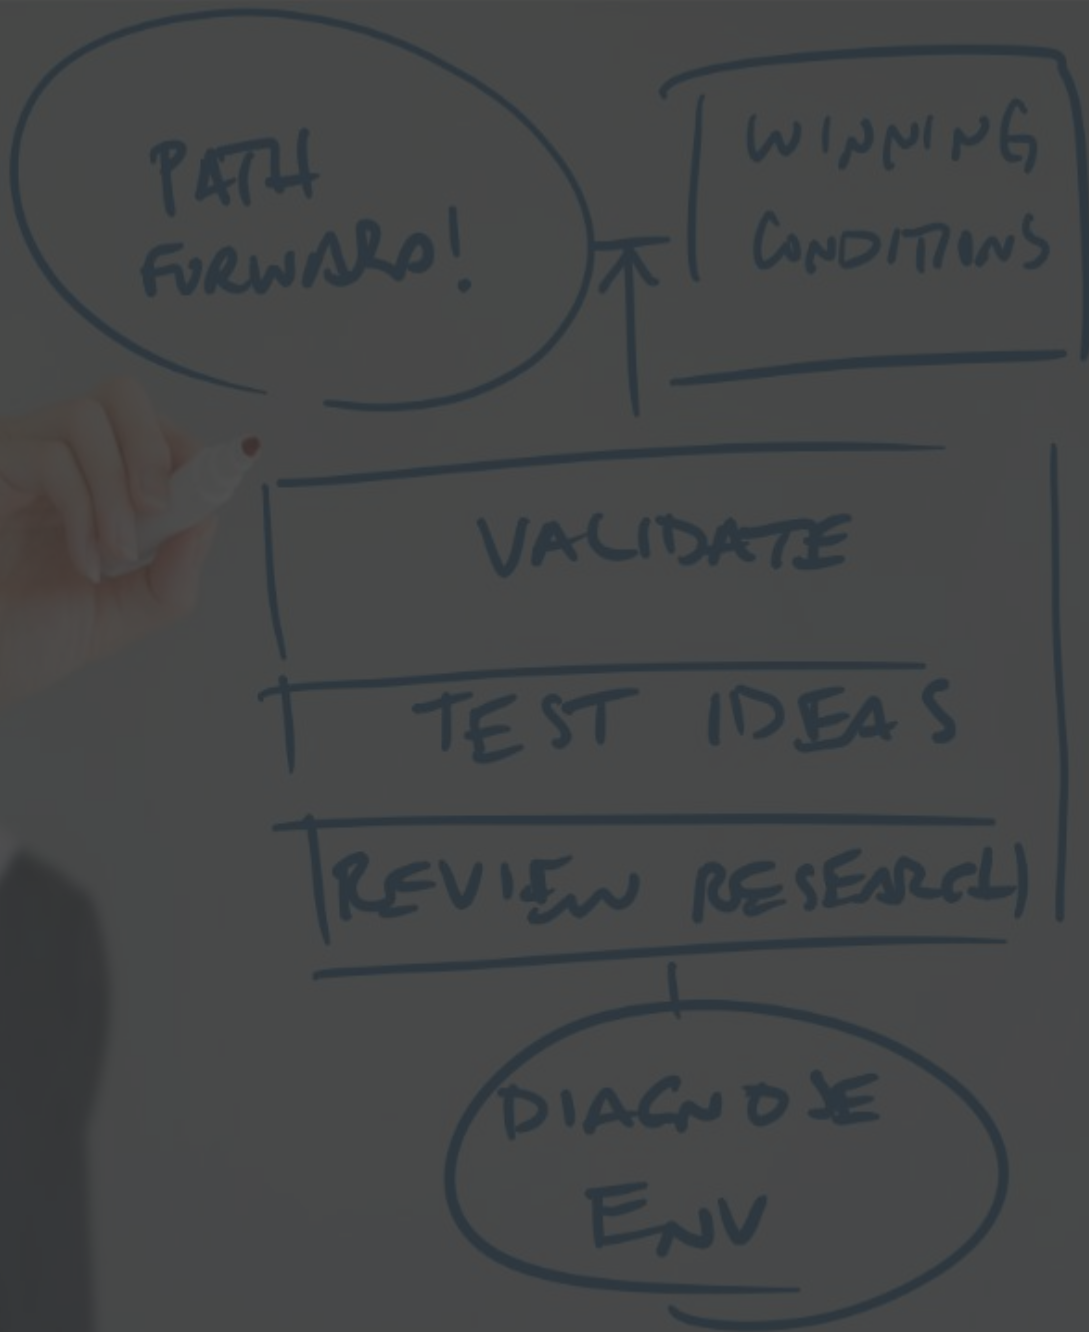 PATH
FORWARD!
WINNING
CONDITIONS
VALIDATE
TEST IDEAS
REVIEW RESEARCH
DIAGNOSE
ENV